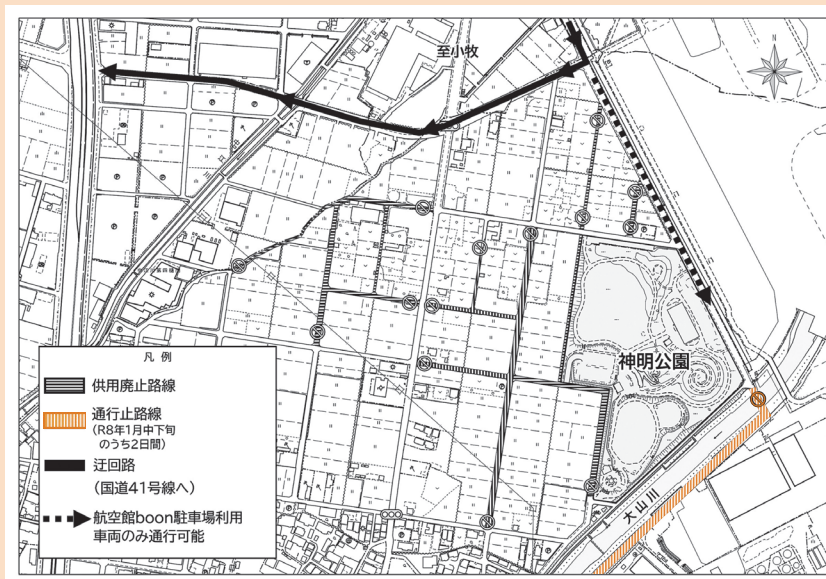 至小牧
N
神明公園
大山川
凡例
供用廃止路線
通行止路線
(R8年1月中下旬
のうち2日間)
迂回路
(国道41号線へ)
航空館boon駐車場利用
車両のみ通行可能